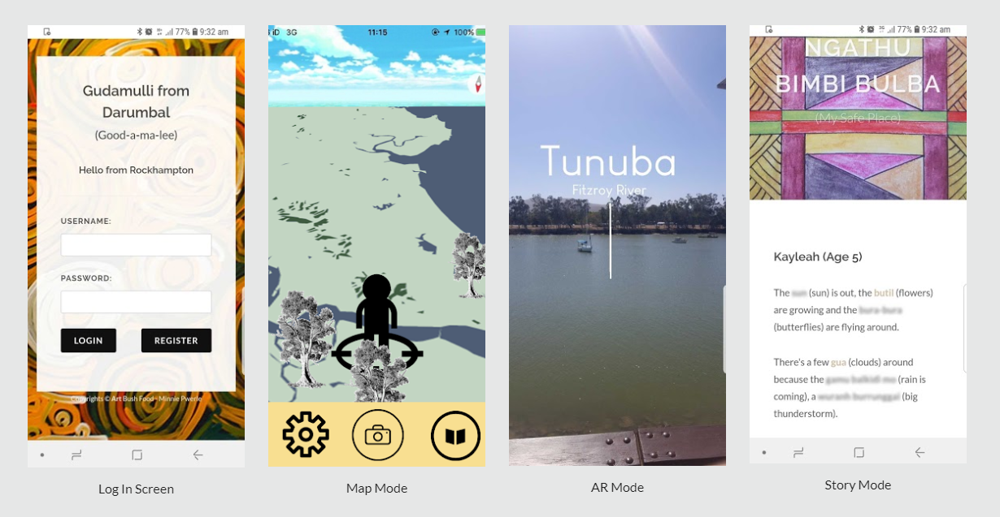 77% 9:32 am
Gudamulli from
Darumbal
(Good-a-ma-lee)
Hello from Rockhampton
USERNAME:
PASSWORD:
LOGIN
REGISTER
Copyrights © Art Bush Food - Minnie Pwerle
Log In Screen
iD 3G 11:15 100%
Map Mode
Tunuba
Fitzroy River
AR Mode
77% 9:32 am
NGATHU
BIMBI BULBA
(My Safe Place)
Kayleah (Age 5)
The (sun) is out, the butil (flowers)
are growing and the
(butterflies) are flying around.
There's a few gua (clouds) around
because the (rain is
coming), a (big
thunderstorm).
Story Mode